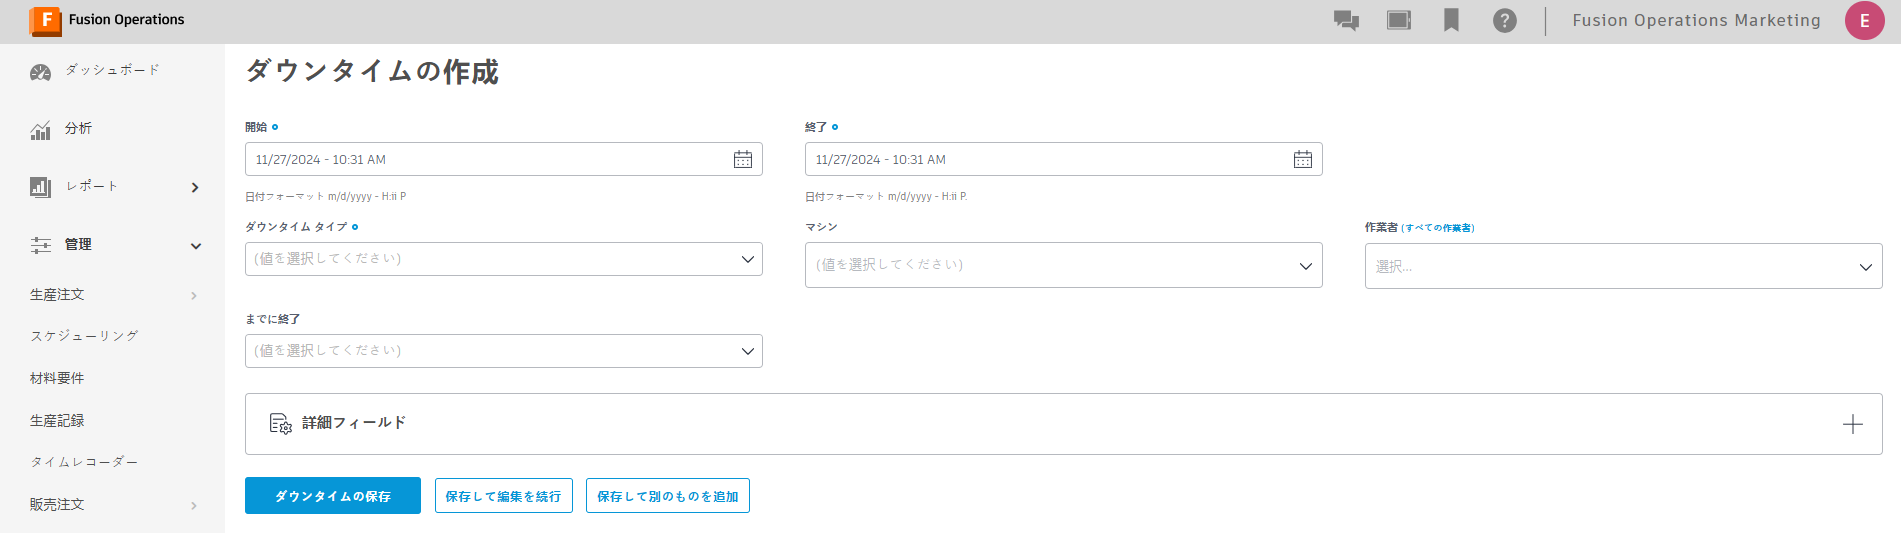 F Fusion Operations
? Fusion Operations Marketing E
ダッシュボード
分析
レポート
管理
生産注文
スケジューリング
材料要件
生産記録
タイムレコーダー
販売注文
ダウンタイムの作成
開始
11/27/2024 - 10:31 AM
日付フォーマット m/d/yyyy - H:ii P
終了
11/27/2024 - 10:31 AM
日付フォーマット m/d/yyyy - H:ii P.
ダウンタイム タイプ
(値を選択してください)
マシン
(値を選択してください)
作業者 (すべての作業者)
選択...
までに終了
(値を選択してください)
詳細フィールド
ダウンタイムの保存
保存して編集を続行
保存して別のものを追加